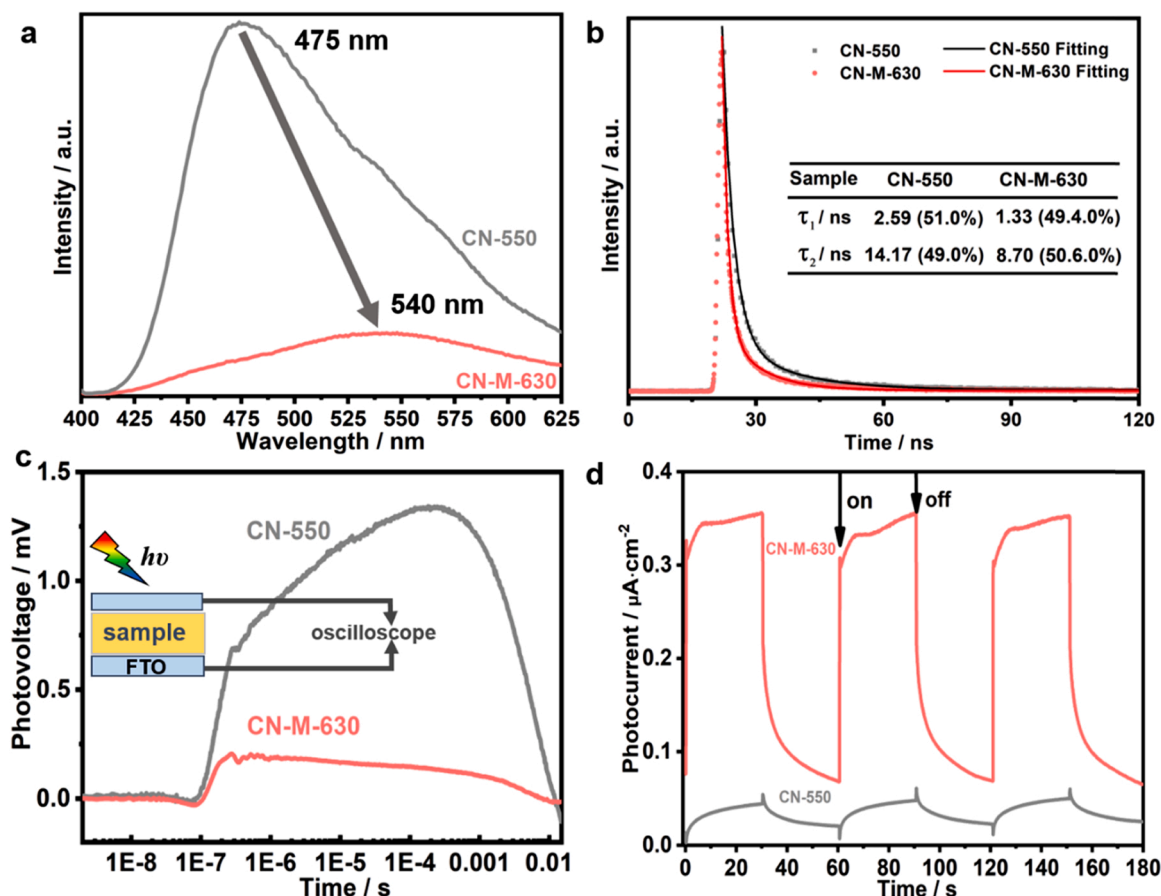 a
475 nm
CN-550
540 nm
CN-M-630
Intensity / a.u.
400 425 450 475 500 525 550 575 600 625
Wavelength / nm
b
CN-550 CN-550 Fitting
CN-M-630 CN-M-630 Fitting
Sample CN-550 CN-M-630
τ1 / ns 2.59 (51.0%) 1.33 (49.4.0%)
τ2 / ns 14.17 (49.0%) 8.70 (50.6.0%)
Intensity / a.u.
0 30 60 90 120
Time / ns
c
Photovoltage / mV
1.5
1.0
0.5
0.0
CN-550
hυ
sample
oscilloscope
FTO
CN-M-630
1E-8 1E-7 1E-6 1E-5 1E-4 0.001 0.01
Time / s
d
Photocurrent / µA·cm-2
0.4
0.3
0.2
0.1
0.0
on off
CN-M-630
CN-550
0 20 40 60 80 100 120 140 160 180
Time / s